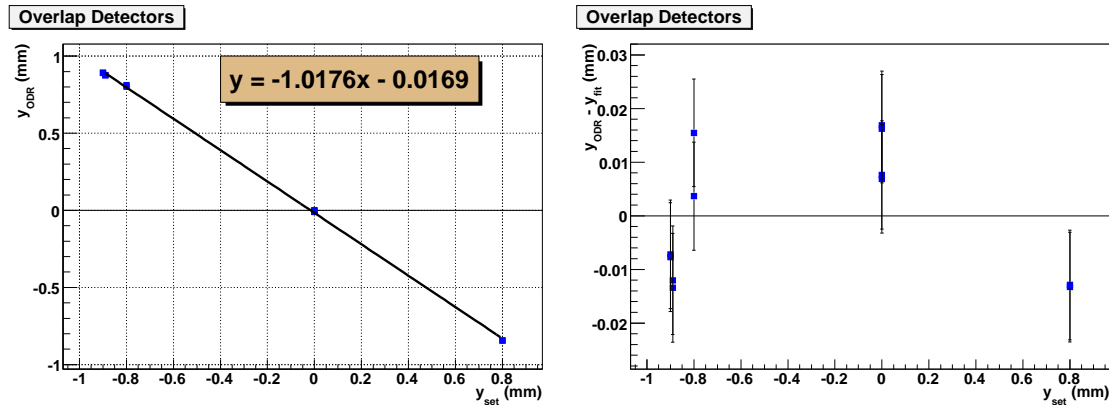 Overlap Detectors
y_ODR (mm)
1
0.5
0
-0.5
-1
y = -1.0176x - 0.0169
-1 -0.8 -0.6 -0.4 -0.2 0 0.2 0.4 0.6 0.8
y_set (mm)
Overlap Detectors
y_ODR - y_fit (mm)
0.03
0.02
0.01
0
-0.01
-0.02
-1 -0.8 -0.6 -0.4 -0.2 0 0.2 0.4 0.6 0.8
y_set (mm)